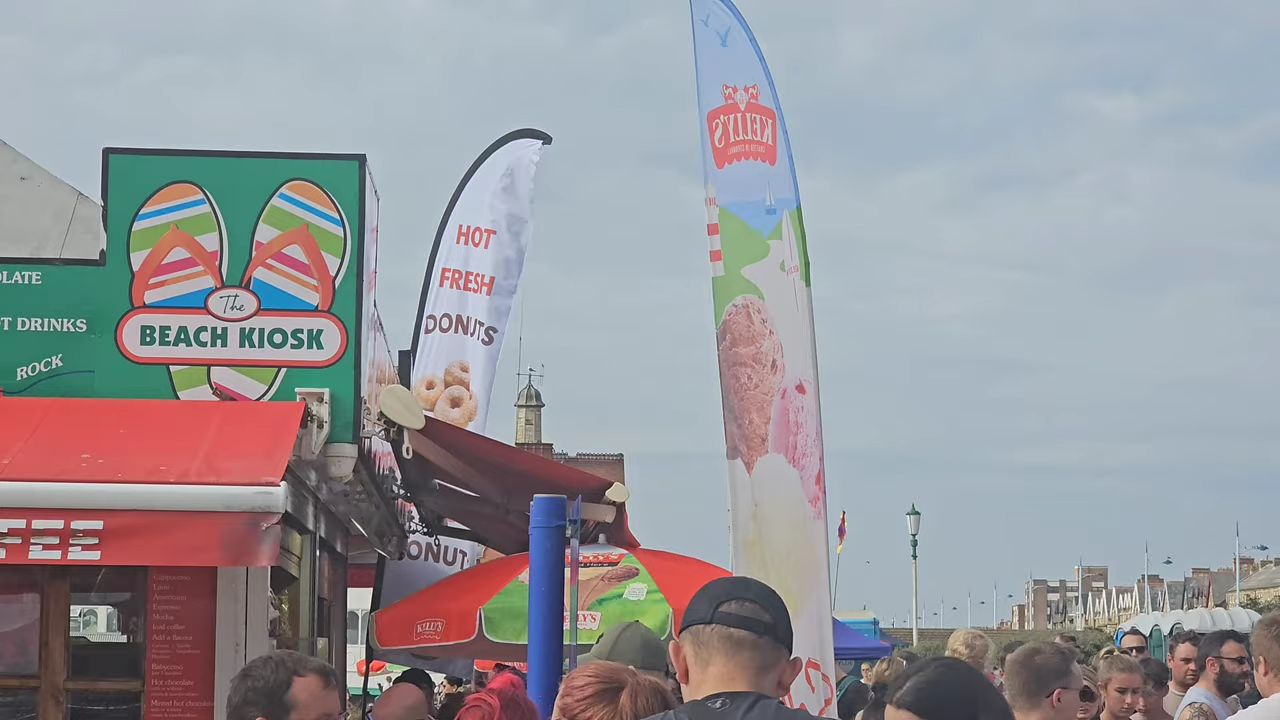 OLATE
T DRINKS
ROCK
The
BEACH KIOSK
HOT
FRESH
DONUTS
KELLY'S
FFEE
ONUT
KELLY'S
Cappuccino
Latte
Espresso
Mocha
Iced coffee
Add a flavour
Babyccino
Hot chocolate
Minted hot chocolate